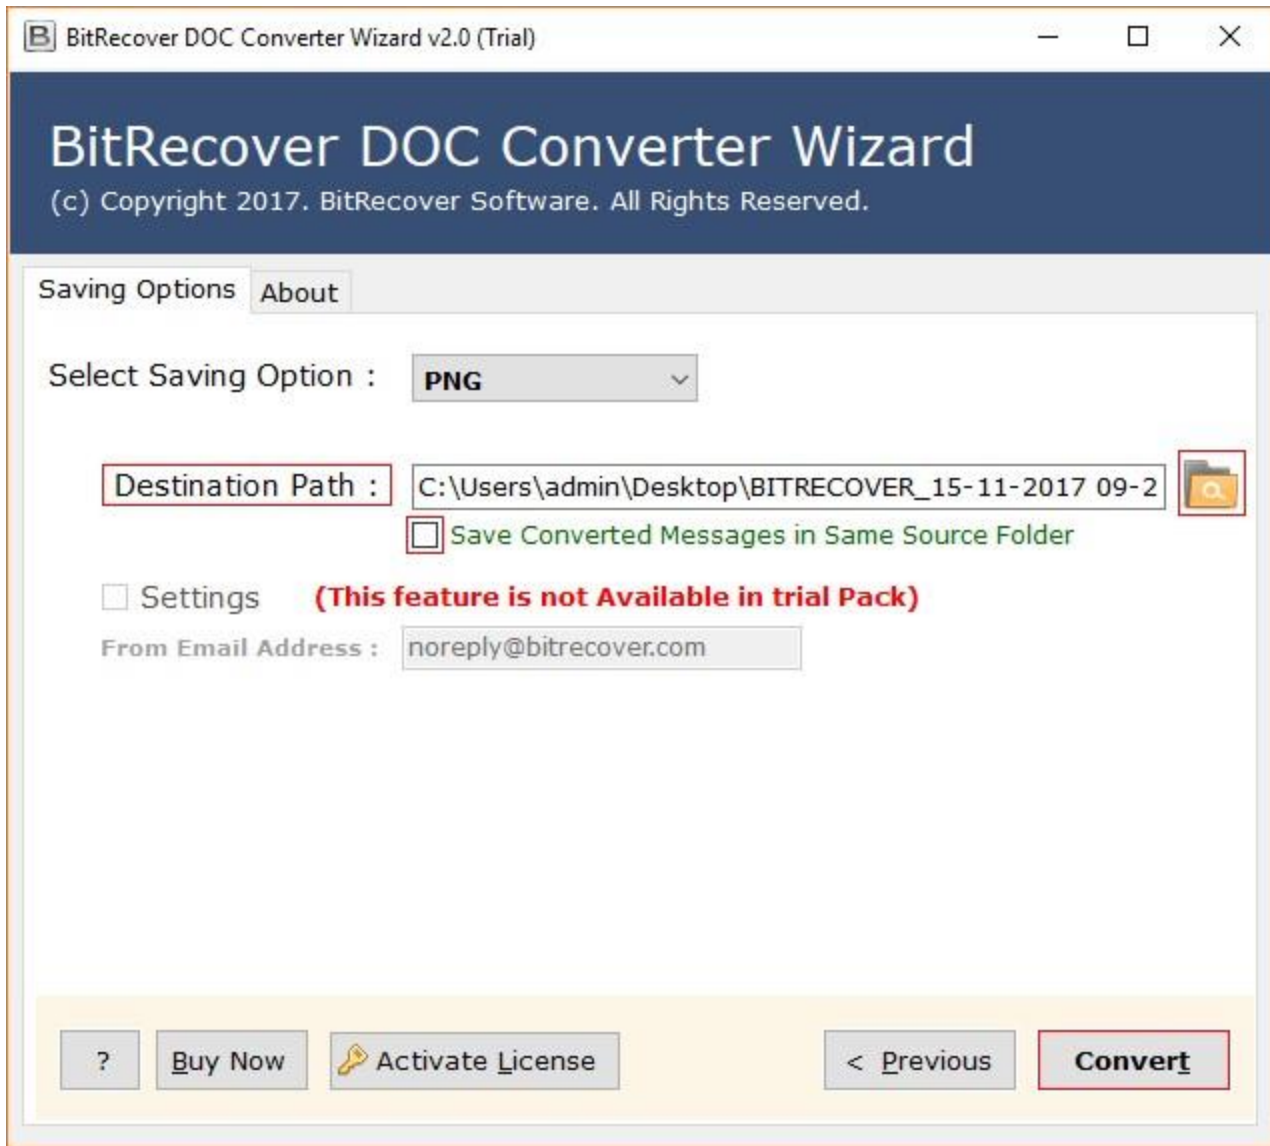 BitRecover DOC Converter Wizard v2.0 (Trial)
BitRecover DOC Converter Wizard
(c) Copyright 2017. BitRecover Software. All Rights Reserved.
Saving Options About
Select Saving Option : PNG
Destination Path : C:\Users\admin\Desktop\BITRECOVER_15-11-2017 09-2
Save Converted Messages in Same Source Folder
Settings (This feature is not Available in trial Pack)
From Email Address : noreply@bitrecover.com
? Buy Now Activate License < Previous Convert